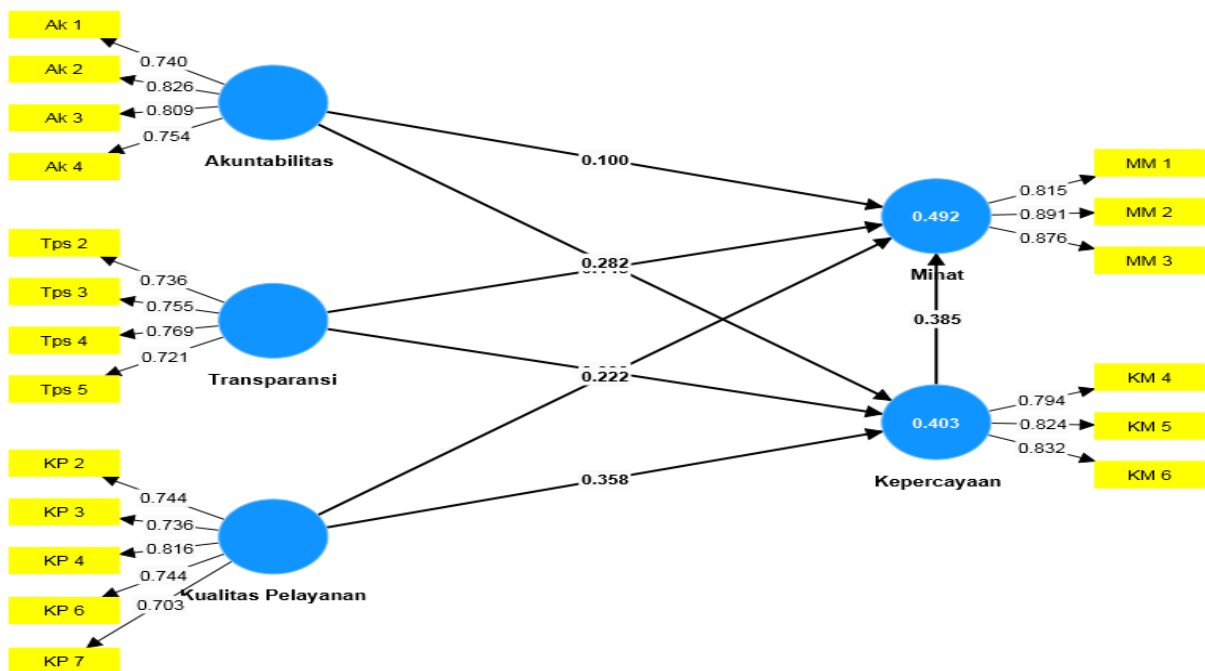 Ak 1
Ak 2
Ak 3
Ak 4
0.740
0.826
0.809
0.754
Akuntabilitas
Tps 2
Tps 3
Tps 4
Tps 5
0.736
0.755
0.769
0.721
Transparansi
KP 2
KP 3
KP 4
KP 6
KP 7
0.744
0.736
0.816
0.744
0.703
Kualitas Pelayanan
0.100
0.282
0.222
0.358
0.385
0.492
Minat
0.403
Kepercayaan
0.815
0.891
0.876
MM 1
MM 2
MM 3
0.794
0.824
0.832
KM 4
KM 5
KM 6